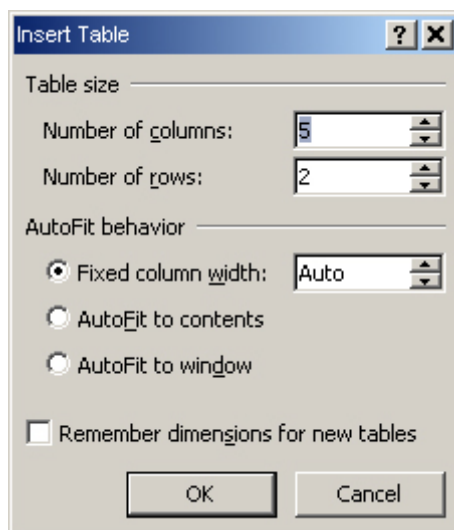 Insert Table
Table size
Number of columns: 5
Number of rows: 2
AutoFit behavior
Fixed column width: Auto
AutoFit to contents
AutoFit to window
Remember dimensions for new tables
OK Cancel